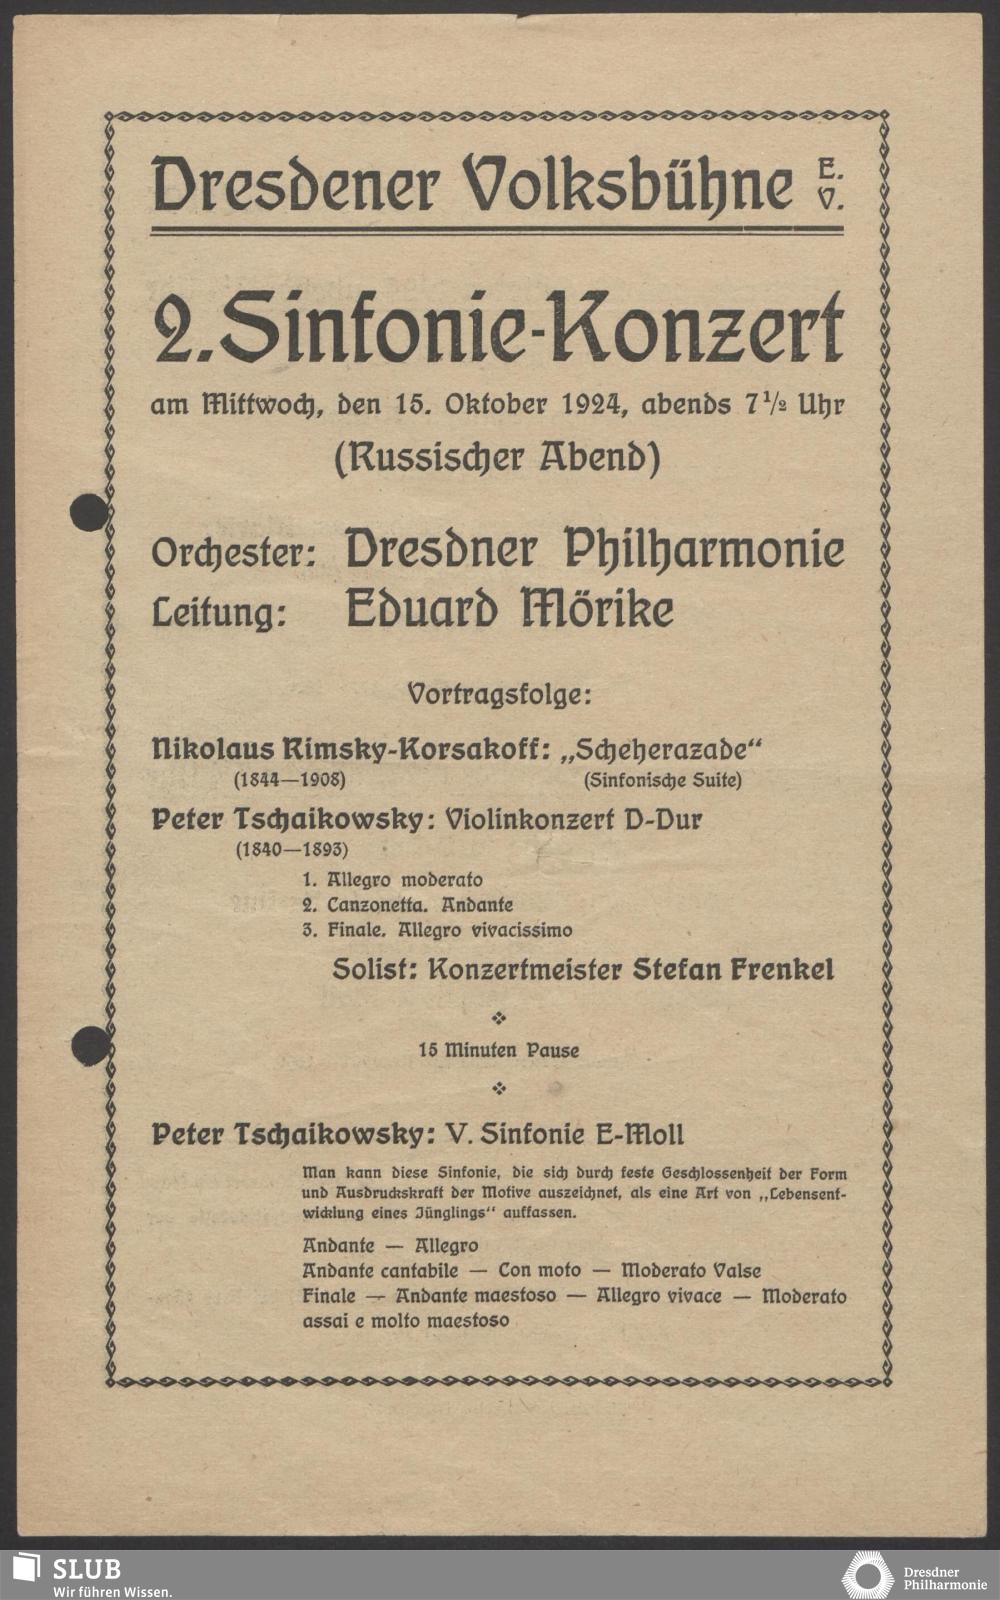 Dresdener Volksbühne E. V.
2. Sinfonie-Konzert
am Mittwoch, den 15. Oktober 1924, abends 7 1/2 Uhr
(Russischer Abend)
Orchester: Dresdner Philharmonie
Leitung: Eduard Mörike
Vortragsfolge:
Nikolaus Rimsky-Korsakoff: „Scheherazade“
(1844—1908) (Sinfonische Suite)
Peter Tschaikowsky: Violinkonzert D-Dur
(1840—1893)
1. Allegro moderato
2. Canzonetta. Andante
3. Finale. Allegro vivacissimo
Solist: Konzertmeister Stefan Frenkel
15 Minuten Pause
Peter Tschaikowsky: V. Sinfonie E-Moll
Man kann diese Sinfonie, die sich durch feste Geschlossenheit der Form
und Ausdruckskraft der Motive auszeichnet, als eine Art von „Lebensent-
wicklung eines Jünglings“ auffassen.
Andante — Allegro
Andante cantabile — Con moto — Moderato Valse
Finale — Andante maestoso — Allegro vivace — Moderato
assai e molto maestoso
SLUB
Wir führen Wissen.
Dresdner
Philharmonie